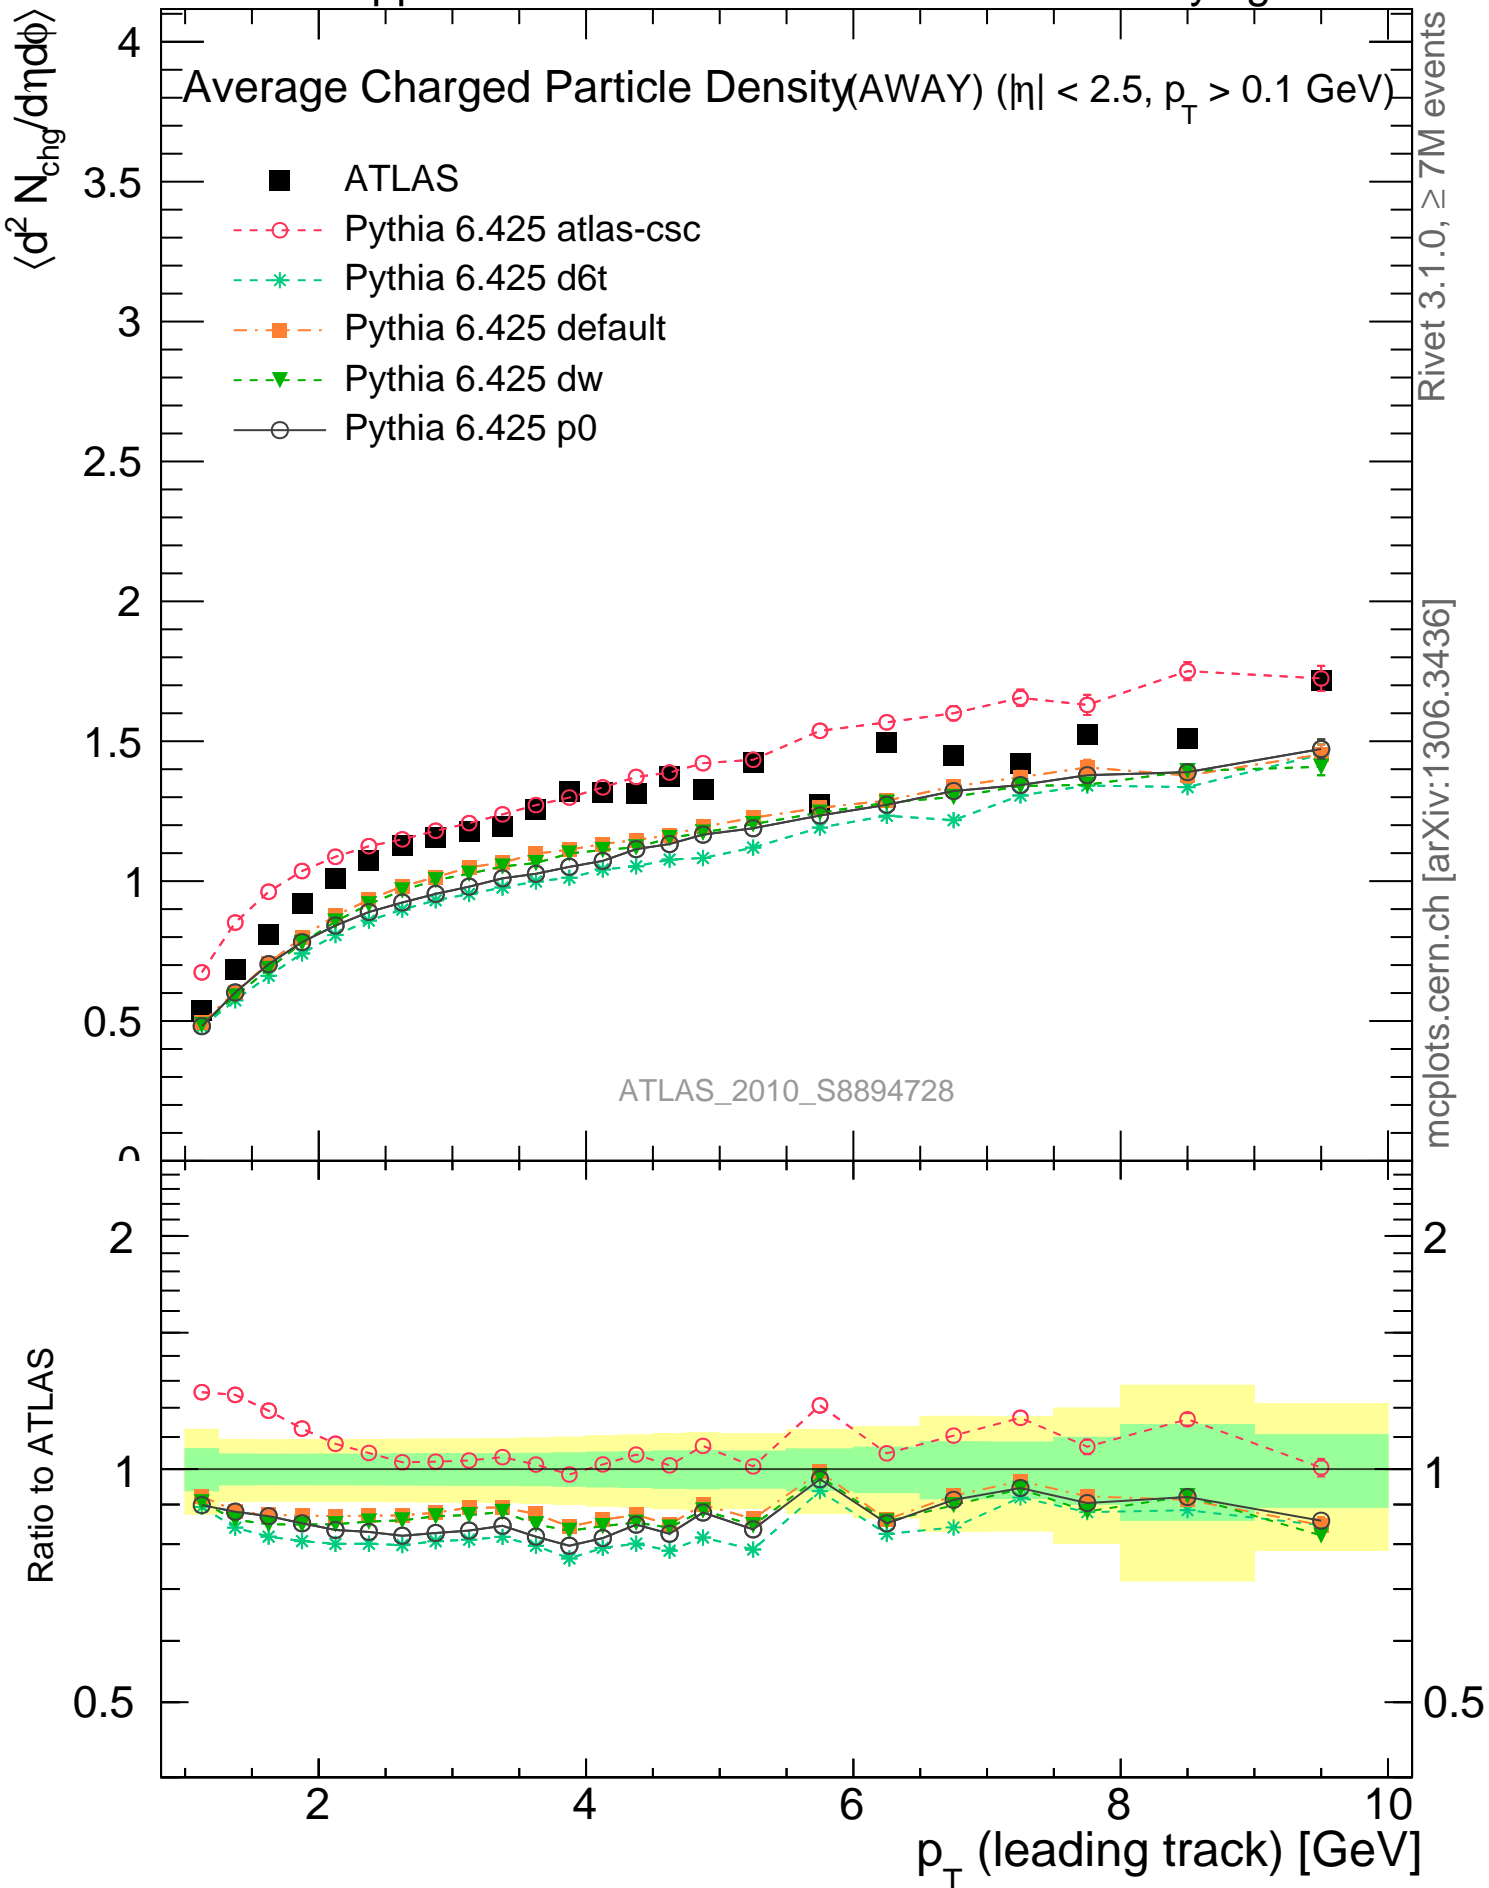 ⟨d² N_chg/dηdϕ⟩
Average Charged Particle Density (AWAY) (|η| < 2.5, p_T > 0.1 GeV)
ATLAS
Pythia 6.425 atlas-csc
Pythia 6.425 d6t
Pythia 6.425 default
Pythia 6.425 dw
Pythia 6.425 p0
4
3.5
3
2.5
2
1.5
1
0.5
0
ATLAS_2010_S8894728
Rivet 3.1.0, ≥ 7M events
mcplots.cern.ch [arXiv:1306.3436]
Ratio to ATLAS
2
1
0.5
2
1
0.5
2 4 6 8 10
p_T (leading track) [GeV]